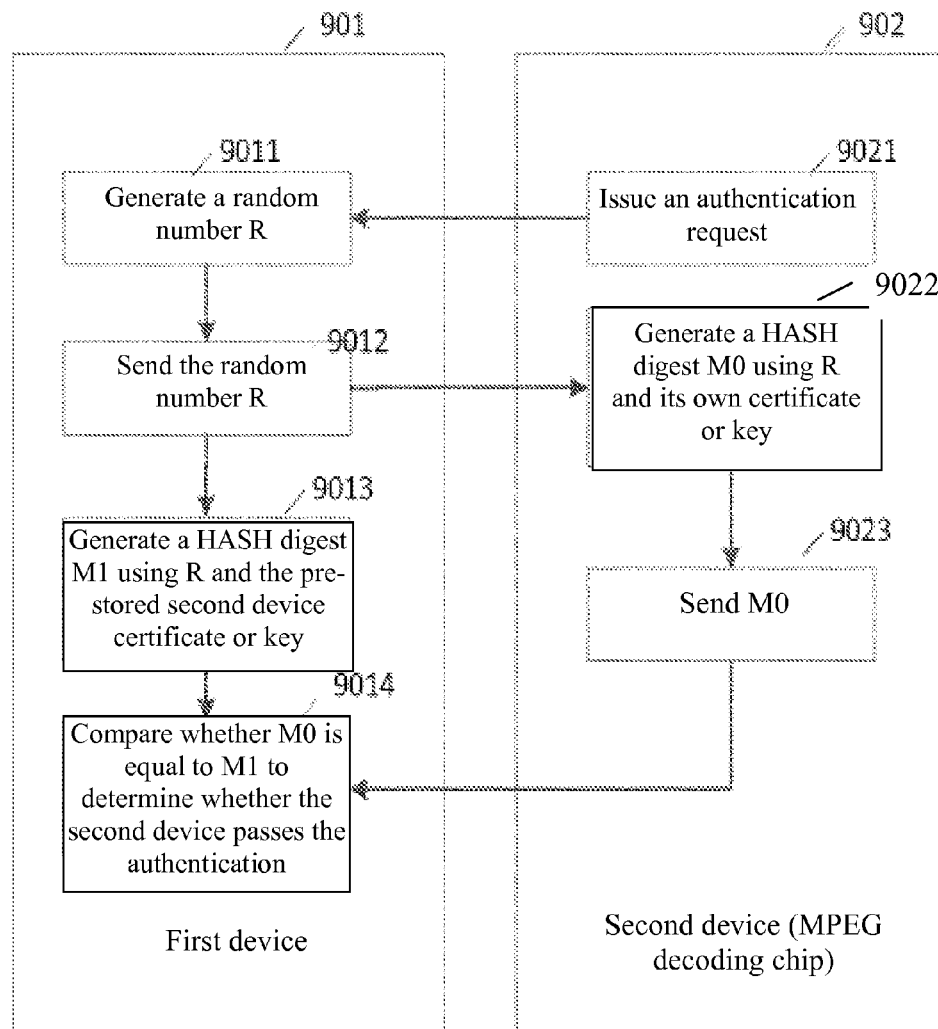 901
902
9011
Generate a random
number R
9021
Issue an authentication
request
9022
9012
Send the random
number R
Generate a HASH
digest M0 using R
and its own certificate
or key
9013
Generate a HASH digest
M1 using R and the pre-
stored second device
certificate or key
9023
Send M0
9014
Compare whether M0 is
equal to M1 to
determine whether the
second device passes the
authentication
First device
Second device (MPEG
decoding chip)